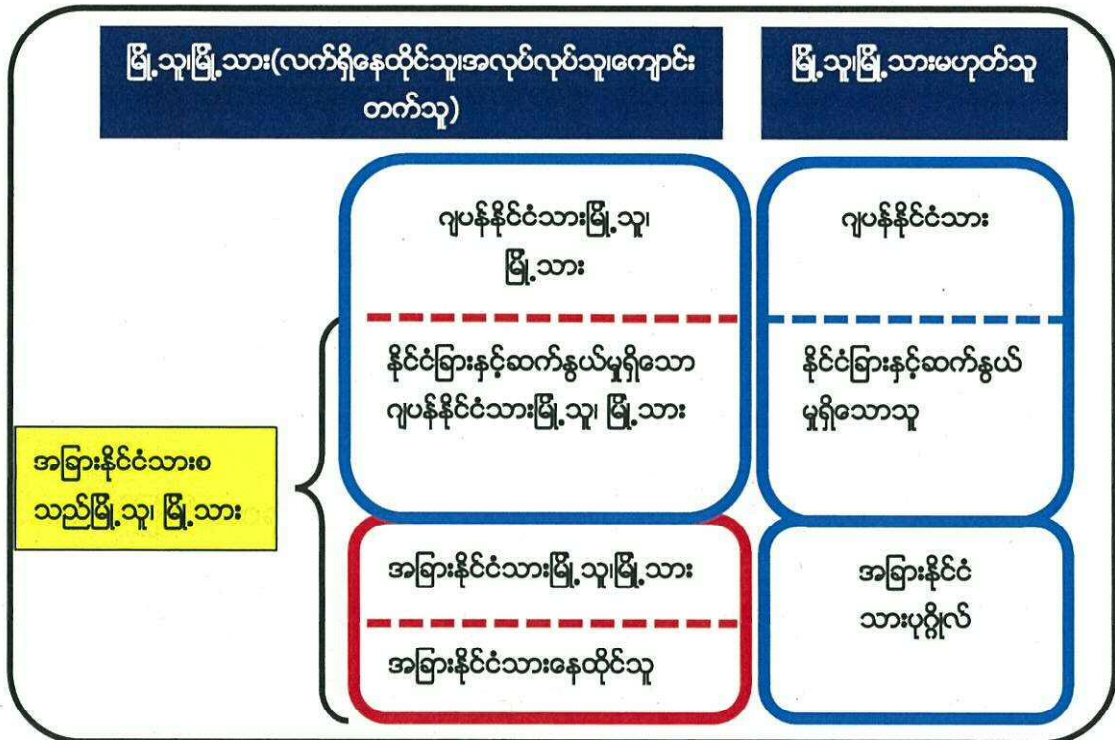 မြို့သူ၊မြို့သား(လက်ရှိနေထိုင်သူ၊အလုပ်လုပ်သူ၊ကျောင်း
တက်သူ)
မြို့သူ၊မြို့သားမဟုတ်သူ
ဂျပန်နိုင်ငံသားမြို့သူ၊
မြို့သား
ဂျပန်နိုင်ငံသား
နိုင်ငံခြားနှင့်ဆက်နွယ်မှုရှိသော
ဂျပန်နိုင်ငံသားမြို့သူ၊ မြို့သား
နိုင်ငံခြားနှင့်ဆက်နွယ်
မှုရှိသောသူ
အခြားနိုင်ငံသားစ
သည်မြို့သူ၊ မြို့သား
အခြားနိုင်ငံသားမြို့သူ၊မြို့သား
အခြားနိုင်ငံသားနေထိုင်သူ
အခြားနိုင်ငံ
သားပုဂ္ဂိုလ်